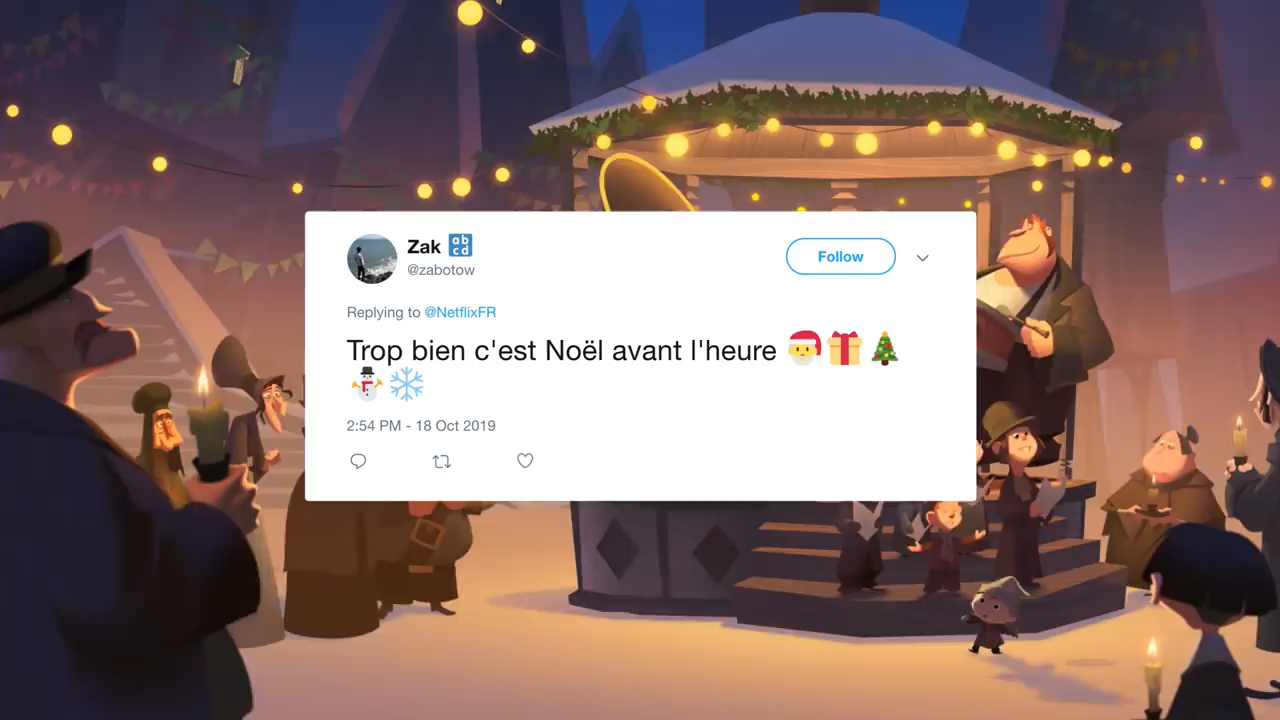 Zak 🔡
@zabotow
Follow
Replying to @NetflixFR
Trop bien c'est Noël avant l'heure 🎅🎁🎄
⛄❄️
2:54 PM - 18 Oct 2019